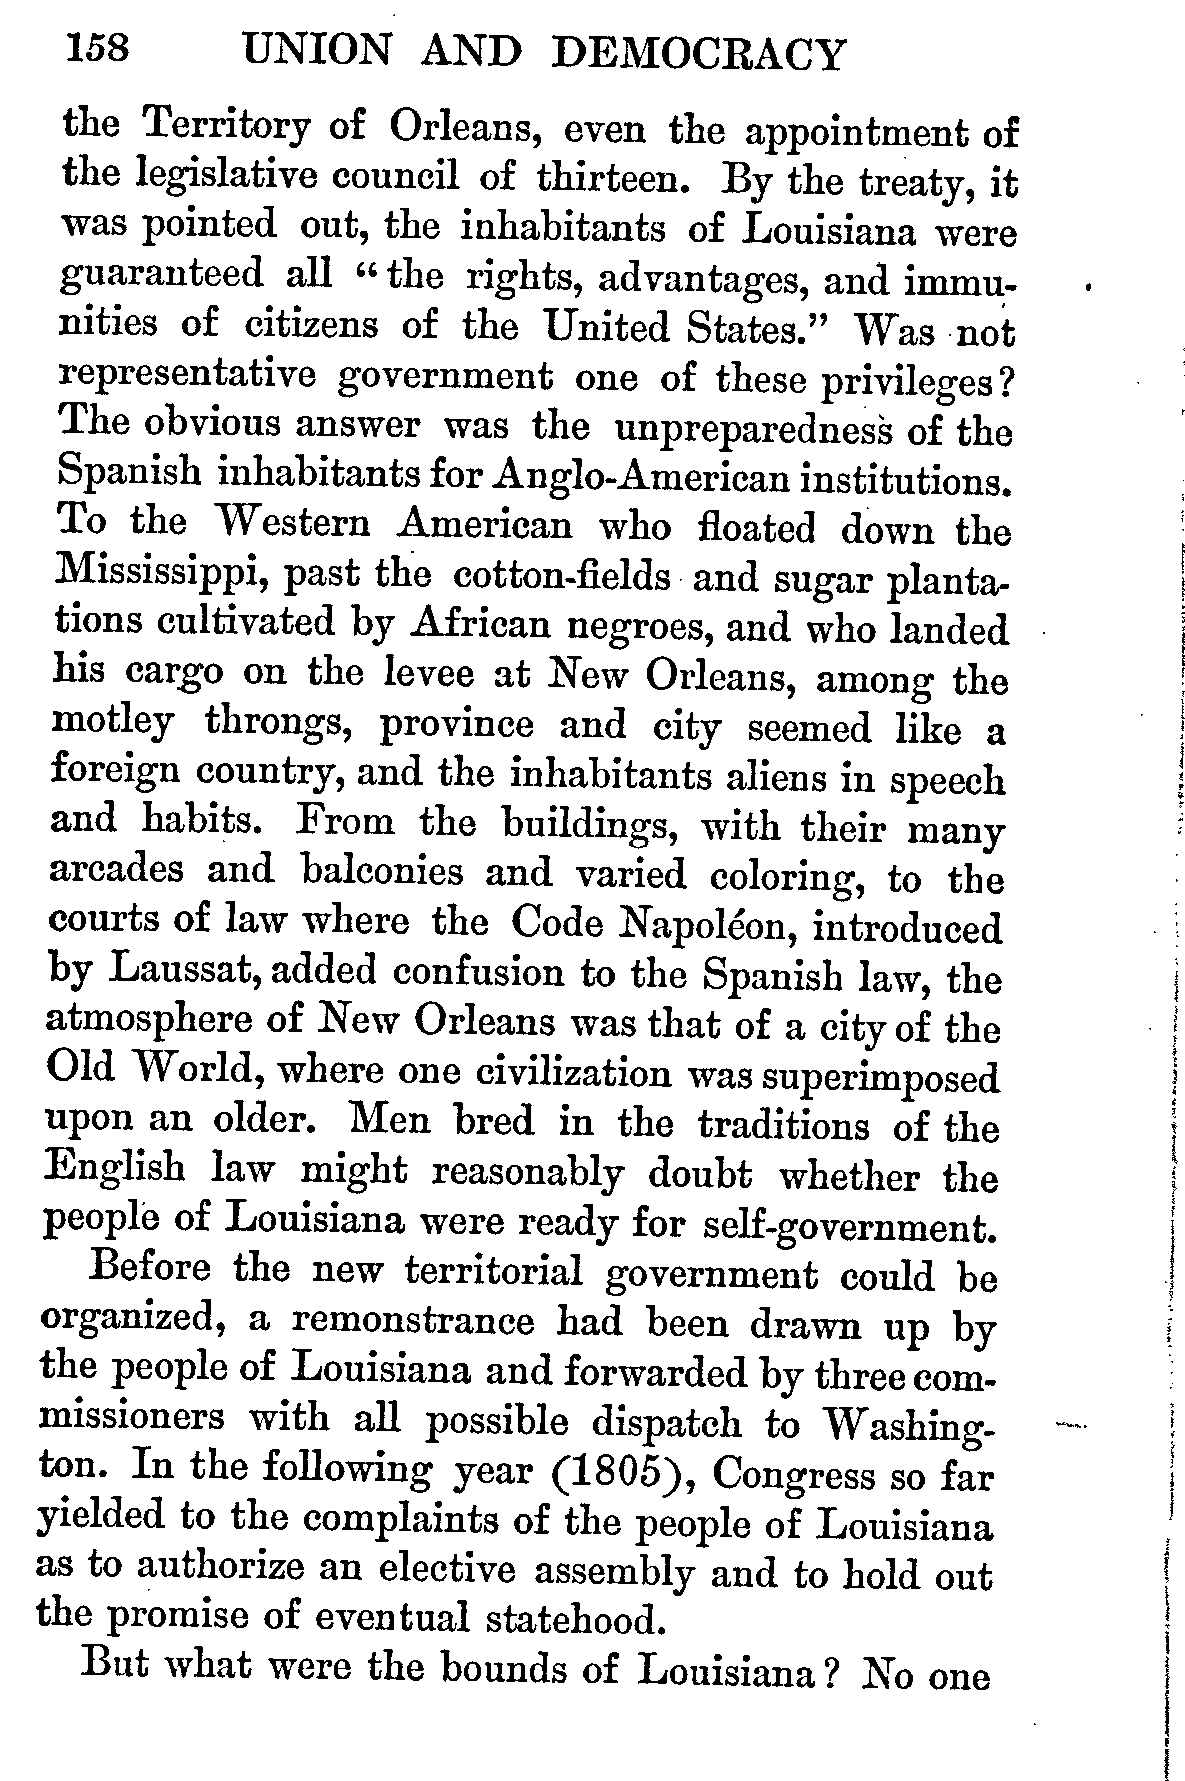 158 UNION AND DEMOCRACY
the Territory of Orleans, even the appointment of
the legislative council of thirteen. By the treaty, it
was pointed out, the inhabitants of Louisiana were
guaranteed all “the rights, advantages, and immu-
nities of citizens of the United States.” Was not
representative government one of these privileges?
The obvious answer was the unpreparedness of the
Spanish inhabitants for Anglo-American institutions.
To the Western American who floated down the
Mississippi, past the cotton-fields and sugar planta-
tions cultivated by African negroes, and who landed
his cargo on the levee at New Orleans, among the
motley throngs, province and city seemed like a
foreign country, and the inhabitants aliens in speech
and habits. From the buildings, with their many
arcades and balconies and varied coloring, to the
courts of law where the Code Napoléon, introduced
by Laussat, added confusion to the Spanish law, the
atmosphere of New Orleans was that of a city of the
Old World, where one civilization was superimposed
upon an older. Men bred in the traditions of the
English law might reasonably doubt whether the
people of Louisiana were ready for self-government.
Before the new territorial government could be
organized, a remonstrance had been drawn up by
the people of Louisiana and forwarded by three com-
missioners with all possible dispatch to Washing-
ton. In the following year (1805), Congress so far
yielded to the complaints of the people of Louisiana
as to authorize an elective assembly and to hold out
the promise of eventual statehood.
But what were the bounds of Louisiana? No one